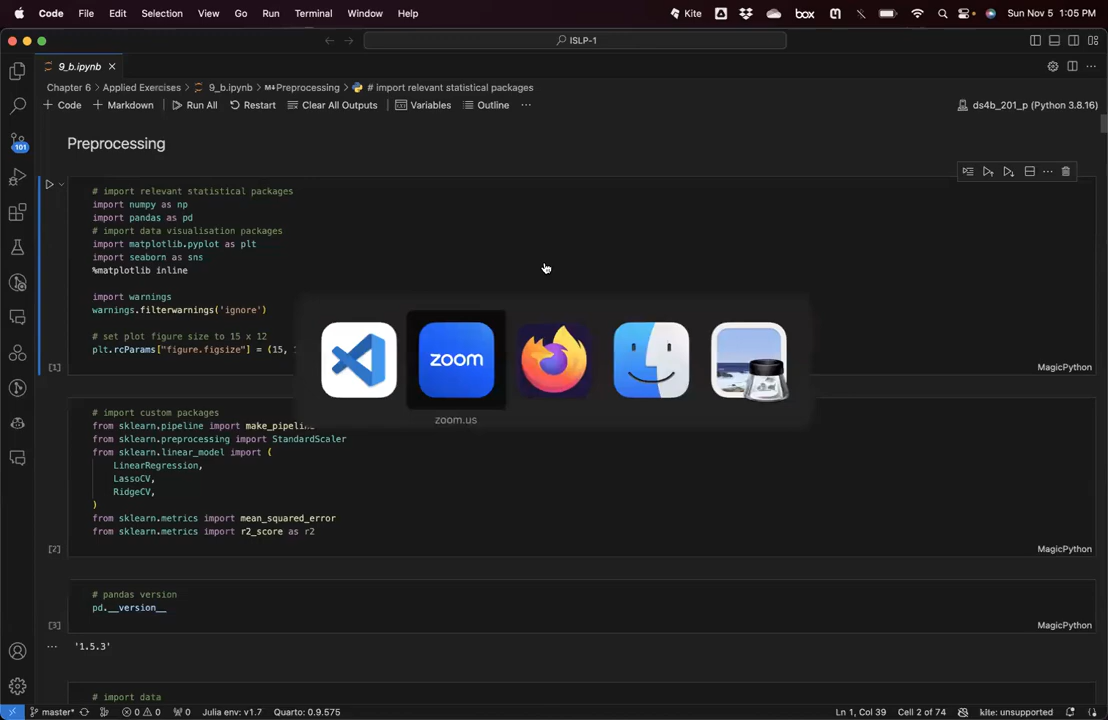 Code File Edit Selection View Go Run Terminal Window Help
Kite box Sun Nov 5 1:05 PM
ISLP-1
9_b.ipynb
Chapter 6 > Applied Exercises > 9_b.ipynb > M+Preprocessing > # import relevant statistical packages
+ Code + Markdown Run All Restart Clear All Outputs Variables Outline ...
ds4b_201_p (Python 3.8.16)
Preprocessing
# import relevant statistical packages
import numpy as np
import pandas as pd
# import data visualisation packages
import matplotlib.pyplot as plt
import seaborn as sns
%matplotlib inline
import warnings
warnings.filterwarnings('ignore')
# set plot figure size to 15 x 12
plt.rcParams["figure.figsize"] = (15,
[1]
MagicPython
zoom
zoom.us
101
# import custom packages
from sklearn.pipeline import make_pipeline
from sklearn.preprocessing import StandardScaler
from sklearn.linear_model import (
LinearRegression,
LassoCV,
RidgeCV,
)
from sklearn.metrics import mean_squared_error
from sklearn.metrics import r2_score as r2
[2]
MagicPython
# pandas version
pd.__version__
[3]
MagicPython
... '1.5.3'
# import data
master* 0 0 0 Julia env: v1.7 Quarto: 0.9.575
Ln 1, Col 39 Cell 2 of 74 kite: unsupported